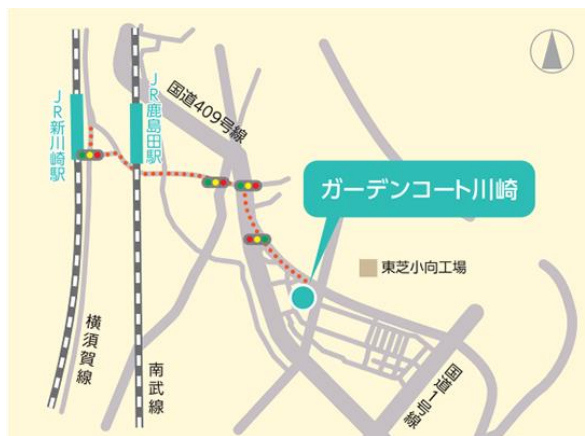 JR新川崎駅
JR鹿島田駅
国道409号線
ガーデンコート川崎
東芝小向工場
横須賀線
南武線
国道1号線